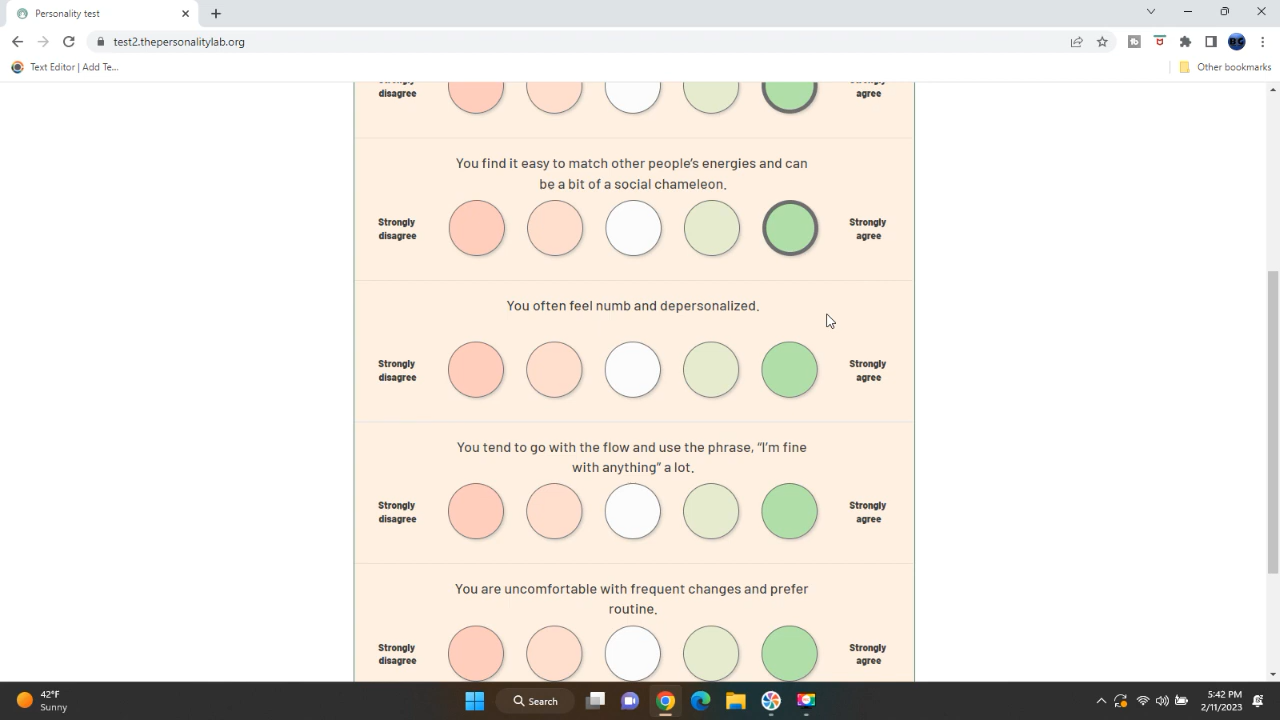 Personality test
test2.thepersonalitylab.org
Text Editor | Add Te...
Other bookmarks
disagree
agree
You find it easy to match other people's energies and can
be a bit of a social chameleon.
Strongly
disagree
Strongly
agree
You often feel numb and depersonalized.
Strongly
disagree
Strongly
agree
You tend to go with the flow and use the phrase, “I'm fine
with anything” a lot.
Strongly
disagree
Strongly
agree
You are uncomfortable with frequent changes and prefer
routine.
Strongly
disagree
Strongly
agree
42°F
Sunny
Search
5:42 PM
2/11/2023